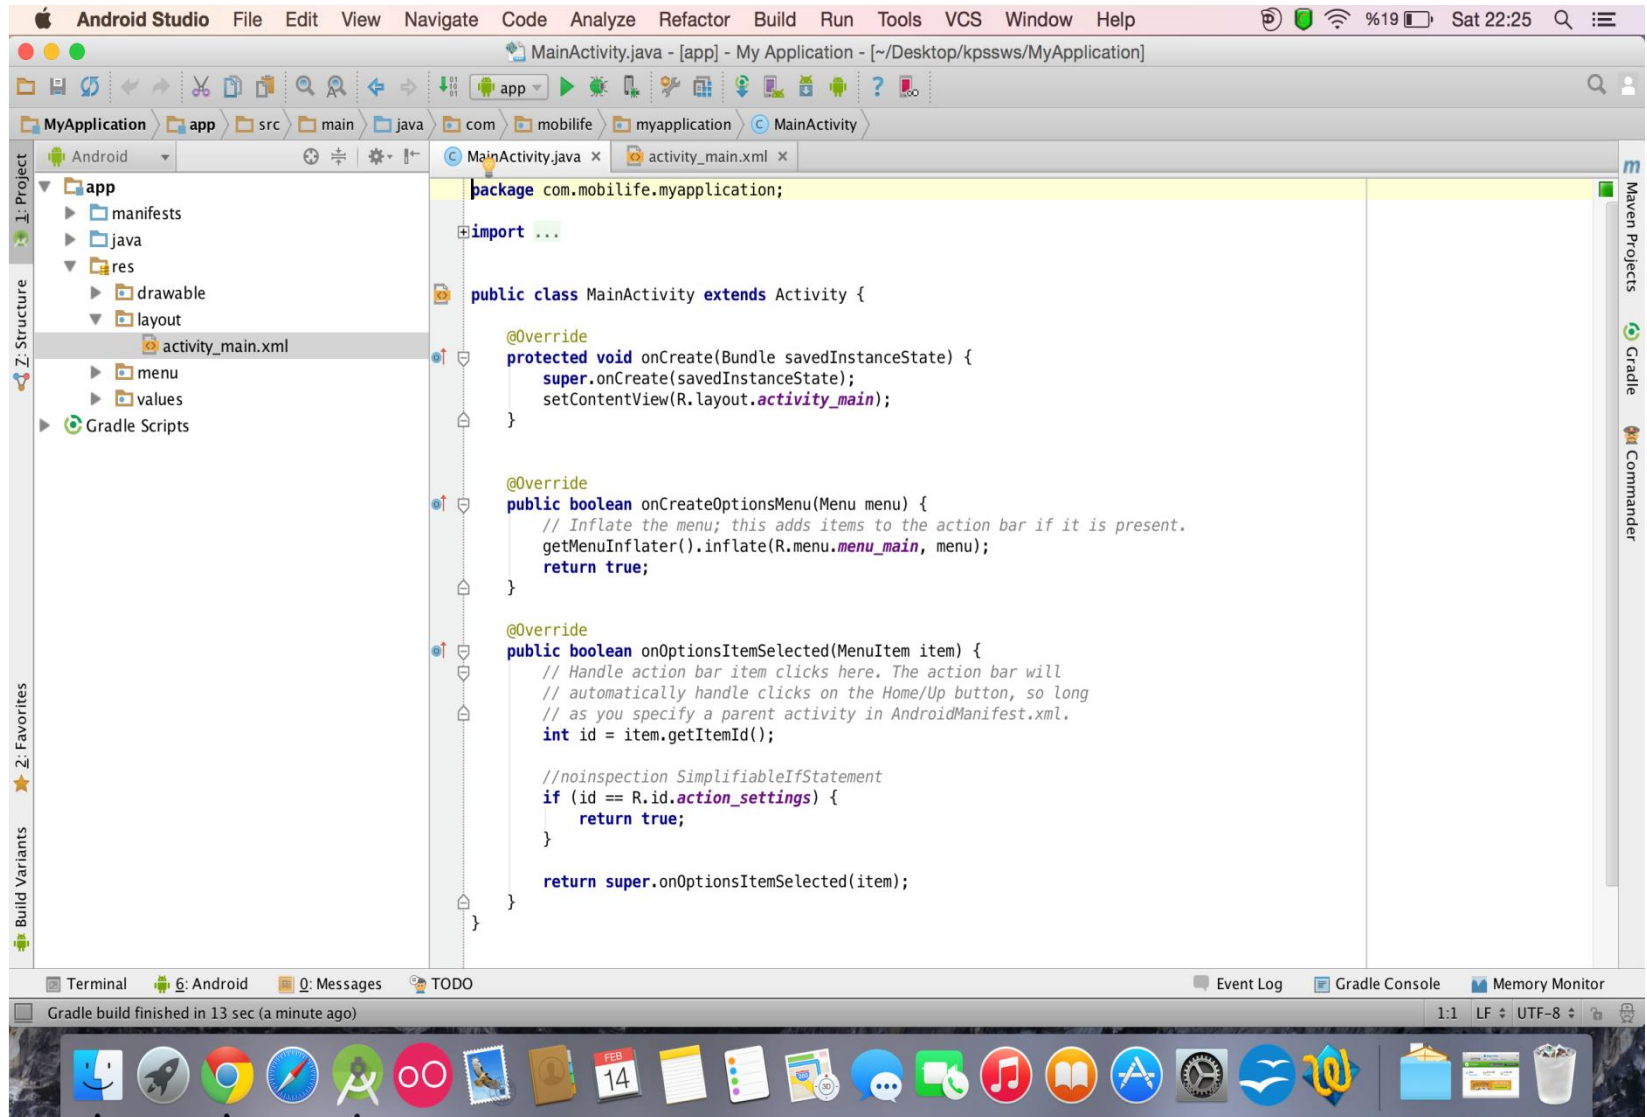 Android Studio File Edit View Navigate Code Analyze Refactor Build Run Tools VCS Window Help %19 Sat 22:25
MainActivity.java - [app] - My Application - [~/Desktop/kpssws/MyApplication]
app
MyApplication app src main java com mobilife myapplication MainActivity
Android
MainActivity.java activity_main.xml
1: Project
Z: Structure
2: Favorites
Build Variants
app
manifests
java
res
drawable
layout
activity_main.xml
menu
values
Gradle Scripts
package com.mobilife.myapplication;
import ...
public class MainActivity extends Activity {
@Override
protected void onCreate(Bundle savedInstanceState) {
super.onCreate(savedInstanceState);
setContentView(R.layout.activity_main);
}
@Override
public boolean onCreateOptionsMenu(Menu menu) {
// Inflate the menu; this adds items to the action bar if it is present.
getMenuInflater().inflate(R.menu.menu_main, menu);
return true;
}
@Override
public boolean onOptionsItemSelected(MenuItem item) {
// Handle action bar item clicks here. The action bar will
// automatically handle clicks on the Home/Up button, so long
// as you specify a parent activity in AndroidManifest.xml.
int id = item.getItemId();
//noinspection SimplifiableIfStatement
if (id == R.id.action_settings) {
return true;
}
return super.onOptionsItemSelected(item);
}
}
m Maven Projects
Gradle
Commander
Terminal 6: Android 0: Messages TODO Event Log Gradle Console Memory Monitor
Gradle build finished in 13 sec (a minute ago) 1:1 LF UTF-8
FEB
14